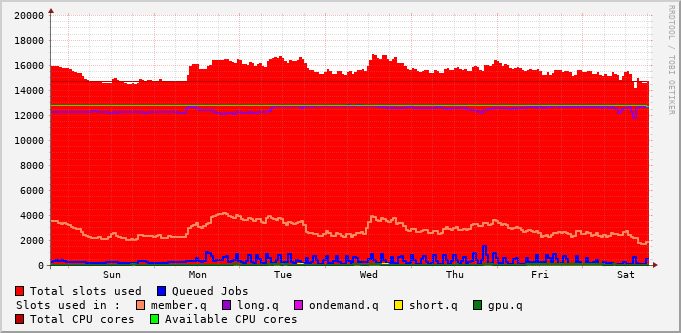 20000
18000
16000
14000
12000
10000
8000
6000
4000
2000
0
Sun Mon Tue Wed Thu Fri Sat
Total slots used Queued Jobs
Slots used in : member.q long.q ondemand.q short.q gpu.q
Total CPU cores Available CPU cores
RRDTOOL / TOBI OETIKER